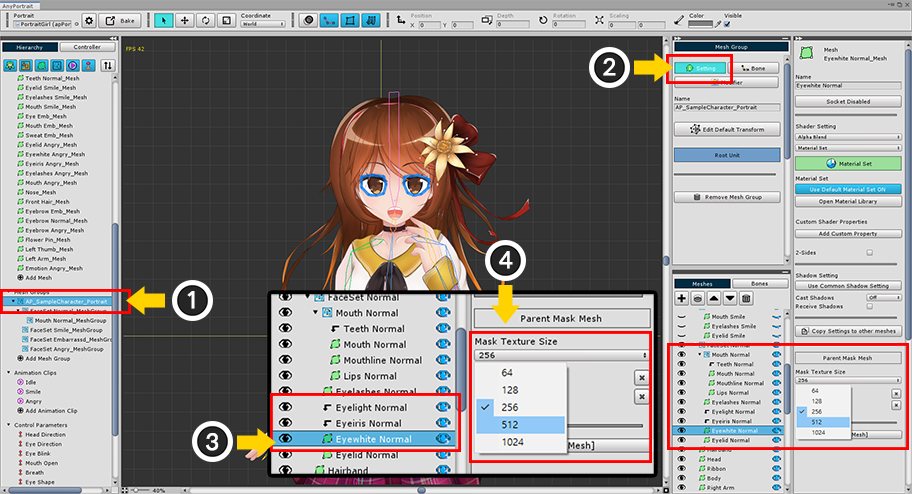 AnyPortrait
PortraitGirl (apPor
Bake
Coordinate
World
Position
X 0 Y 0
Depth
0
Rotation
0
Scaling
X 0 Y 0
Color
Visible
Hierarchy
Controller
Teeth Normal_Mesh
Eyelid Smile_Mesh
Eyelashes Smile_Mesh
Mouth Smile_Mesh
Eye Emb_Mesh
Mouth Emb_Mesh
Sweat Emb_Mesh
Eyelid Angry_Mesh
Eyewhite Angry_Mesh
Eyeiris Angry_Mesh
Eyelashes Angry_Mesh
Mouth Angry_Mesh
Nose_Mesh
Front Hair_Mesh
Eyebrow Emb_Mesh
Eyebrow Normal_Mesh
Eyebrow Angry_Mesh
Flower Pin_Mesh
Left Thumb_Mesh
Left Arm_Mesh
Emotion Angry_Mesh
Add Mesh
Mesh Groups
AP_SampleCharacter_Portrait
FaceSet Normal_MeshGroup
Mouth Normal_MeshGroup
FaceSet Smile_MeshGroup
FaceSet Embarrassd_MeshGroup
FaceSet Angry_MeshGroup
Add Mesh Group
Animation Clips
Idle
Smile
Angry
Add Animation Clip
Control Parameters
Head Direction
Eye Direction
Eye Blink
Mouth Open
Breath
Eye Shape
FPS 42
40%
1
2
3
4
FaceSet Normal
Mouth Normal
Teeth Normal
Mouth Normal
Mouthline Normal
Lips Normal
Eyelashes Normal
Eyelight Normal
Eyeiris Normal
Eyewhite Normal
Eyelid Normal
Hairband
Parent Mask Mesh
Mask Texture Size
256
64
128
256
512
1024
Mesh]
Mesh Group
Setting
Bone
Modifier
Name
AP_SampleCharacter_Portrait
Edit Default Transform
Root Unit
Remove Mesh Group
Meshes
Bones
Mouth Smile
Eyelashes Smile
Eyelid Smile
FaceSet Normal
Mouth Normal
Teeth Normal
Mouth Normal
Mouthline Normal
Lips Normal
Eyelashes Normal
Eyelight Normal
Eyeiris Normal
Eyewhite Normal
Eyelid Normal
Hairband
Head
Ribbon
Body
Right Arm
Mesh
Eyewhite Normal_Mesh
Name
Eyewhite Normal
Socket Disabled
Shader Setting
Alpha Blend
Material Set
Material Set
Material Set
Use Default Material Set ON
Open Material Library
Custom Shader Properties
Add Custom Property
2-Sides
Shadow Setting
Use Common Shadow Setting
Cast Shadows
Off
Receive Shadows
Copy Settings to other meshes
Parent Mask Mesh
Mask Texture Size
256
64
128
256
512
1024
Mesh]